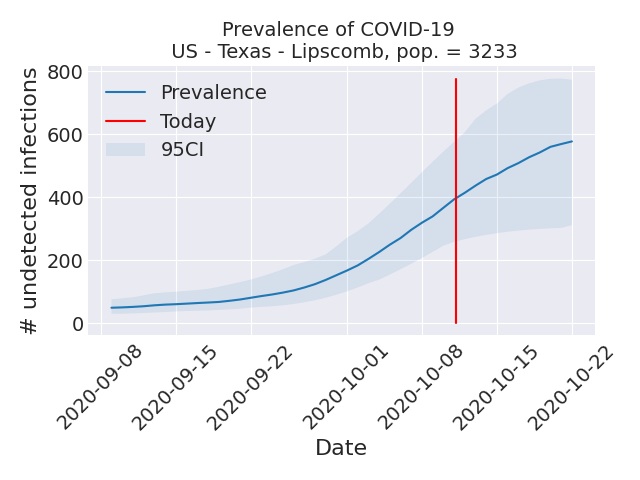 Prevalence of COVID-19
US - Texas - Lipscomb, pop. = 3233
800
600
400
200
0
# undetected infections
Prevalence
Today
95CI
2020-09-08
2020-09-15
2020-09-22
2020-10-01
2020-10-08
2020-10-15
2020-10-22
Date